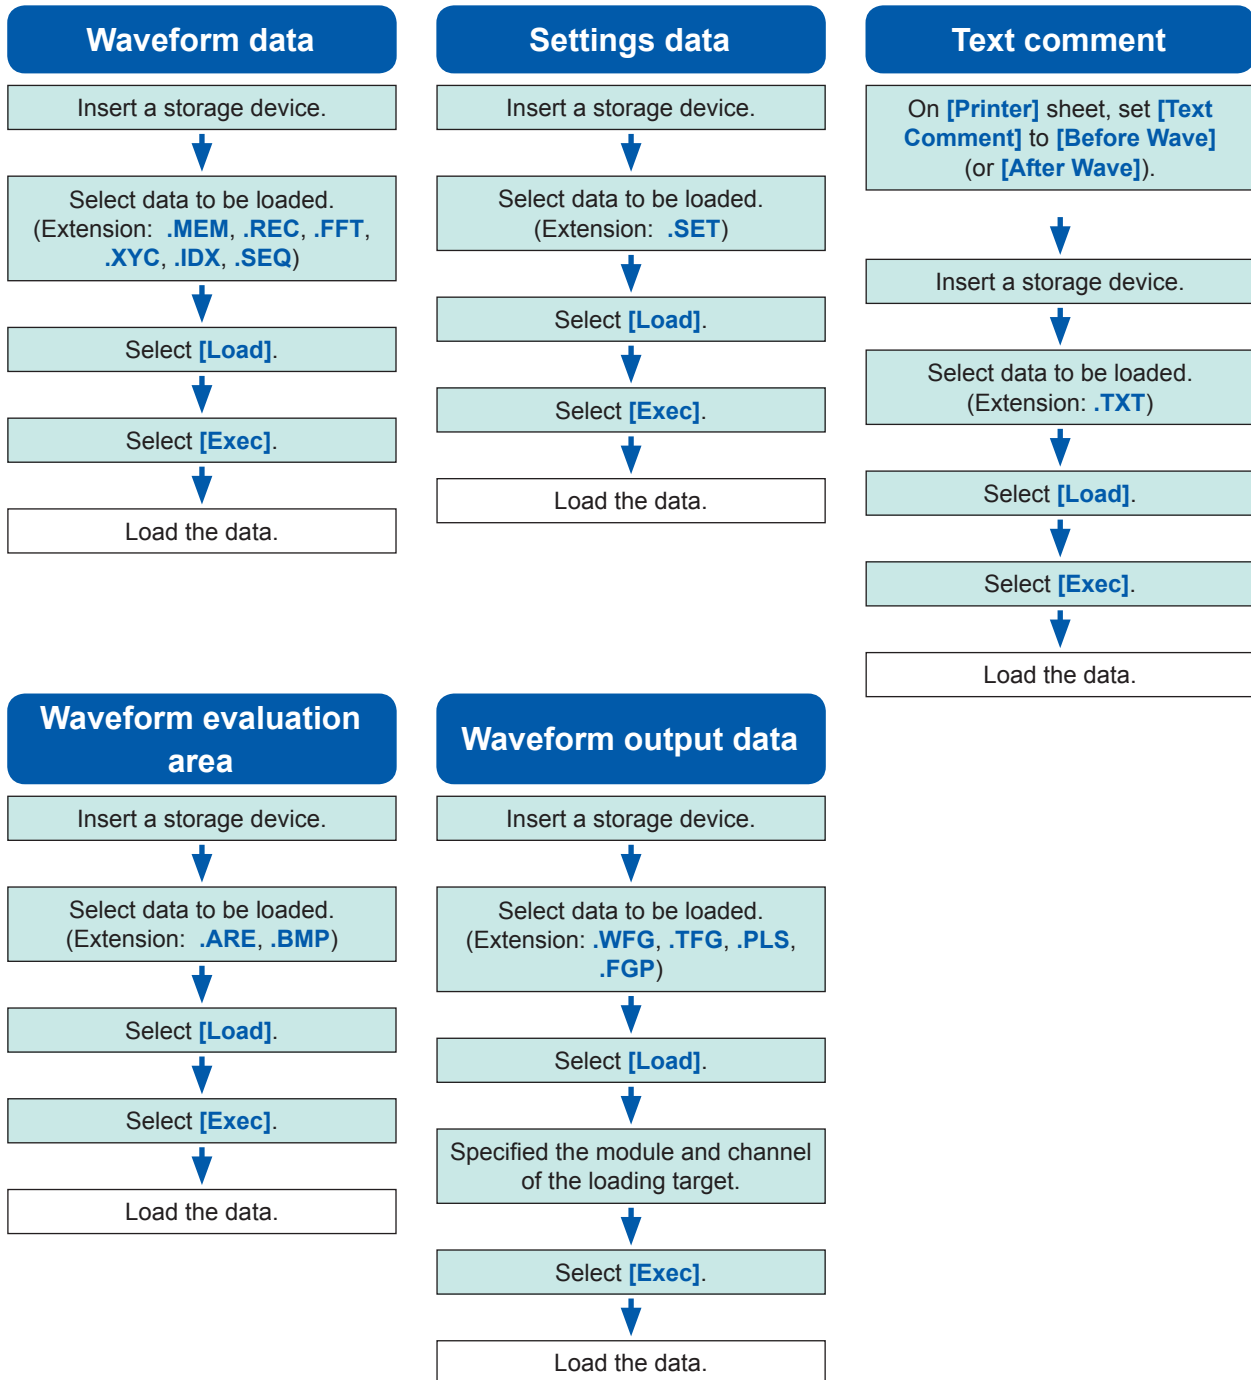 Waveform data
Insert a storage device.
Select data to be loaded.
(Extension: .MEM, .REC, .FFT,
.XYC, .IDX, .SEQ)
Select [Load].
Select [Exec].
Load the data.
Settings data
Insert a storage device.
Select data to be loaded.
(Extension: .SET)
Select [Load].
Select [Exec].
Load the data.
Text comment
On [Printer] sheet, set [Text
Comment] to [Before Wave]
(or [After Wave]).
Insert a storage device.
Select data to be loaded.
(Extension: .TXT)
Select [Load].
Select [Exec].
Load the data.
Waveform evaluation
area
Insert a storage device.
Select data to be loaded.
(Extension: .ARE, .BMP)
Select [Load].
Select [Exec].
Load the data.
Waveform output data
Insert a storage device.
Select data to be loaded.
(Extension: .WFG, .TFG, .PLS,
.FGP)
Select [Load].
Specified the module and channel
of the loading target.
Select [Exec].
Load the data.